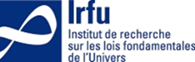 Irfu
Institut de recherche
sur les lois fondamentales
de l'Univers